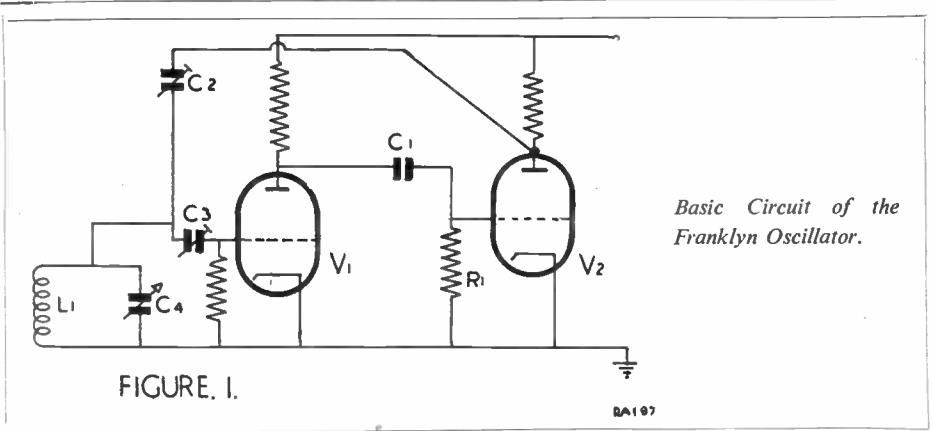 C2
C1
C3
V1
V2
R1
L1
C4
Basic Circuit of the
Franklyn Oscillator.
FIGURE. 1.
RA197